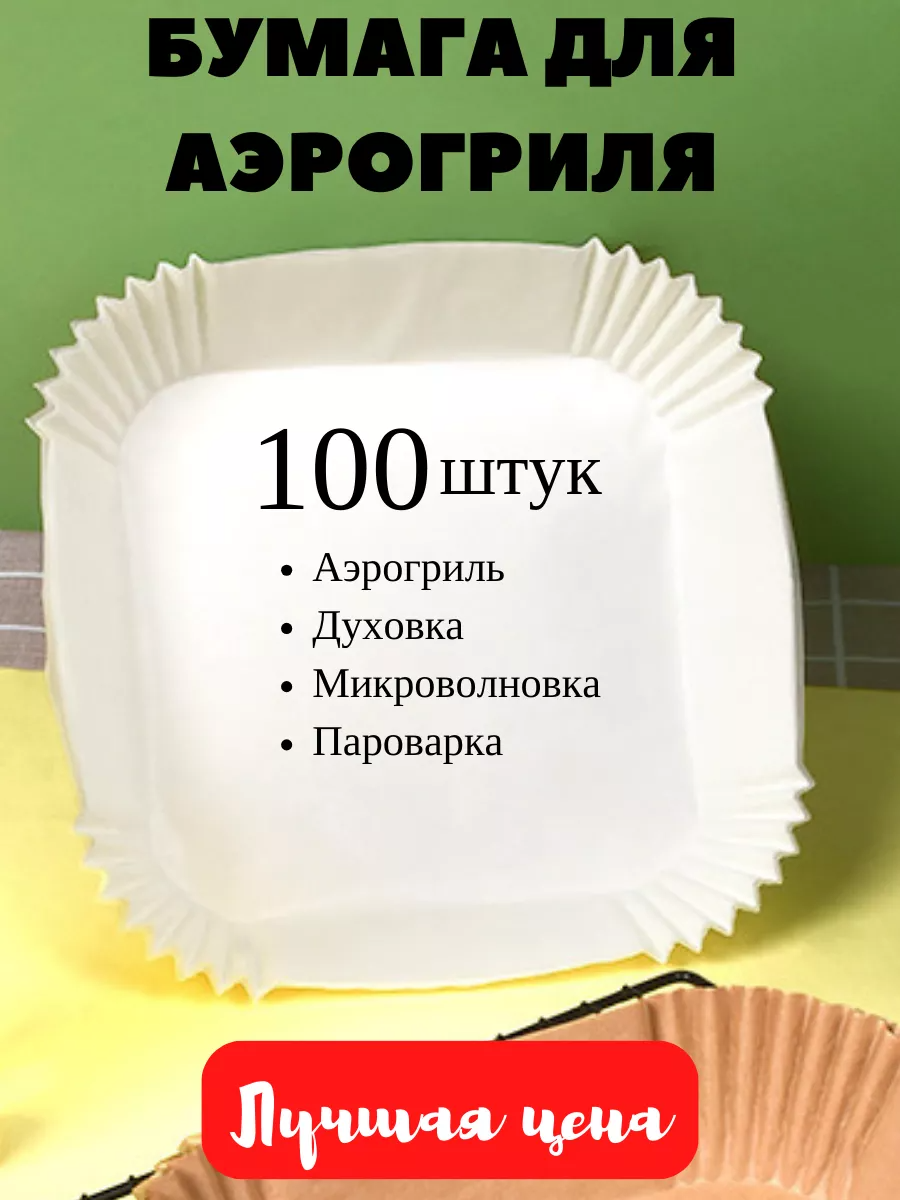 БУМАГА ДЛЯ
АЭРОГРИЛЯ
100 штук
• Аэрогриль
• Духовка
• Микроволновка
• Пароварка
Лучшая цена